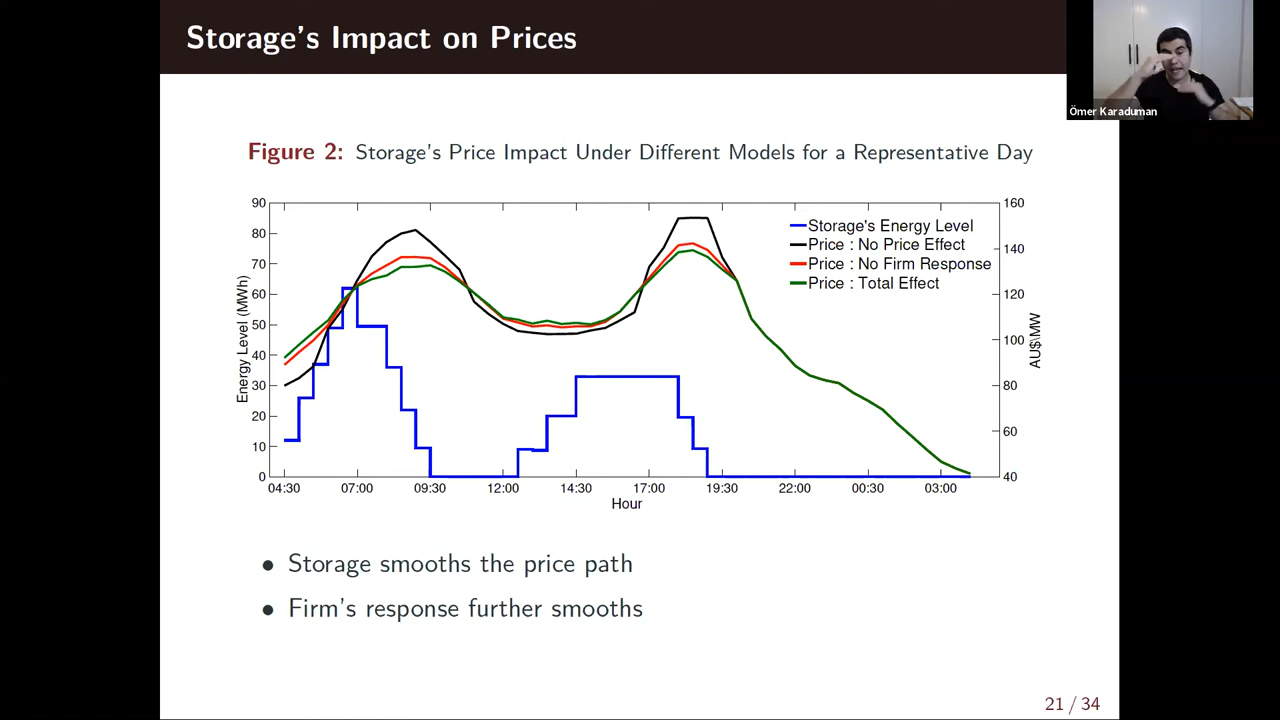 Storage's Impact on Prices
Ömer Karaduman
Figure 2: Storage's Price Impact Under Different Models for a Representative Day
90
80
70
60
50
40
30
20
10
0
Energy Level (MWh)
160
140
120
100
80
60
40
AU$\MW
Storage's Energy Level
Price : No Price Effect
Price : No Firm Response
Price : Total Effect
04:30 07:00 09:30 12:00 14:30 17:00 19:30 22:00 00:30 03:00
Hour
• Storage smooths the price path
• Firm's response further smooths
21 / 34